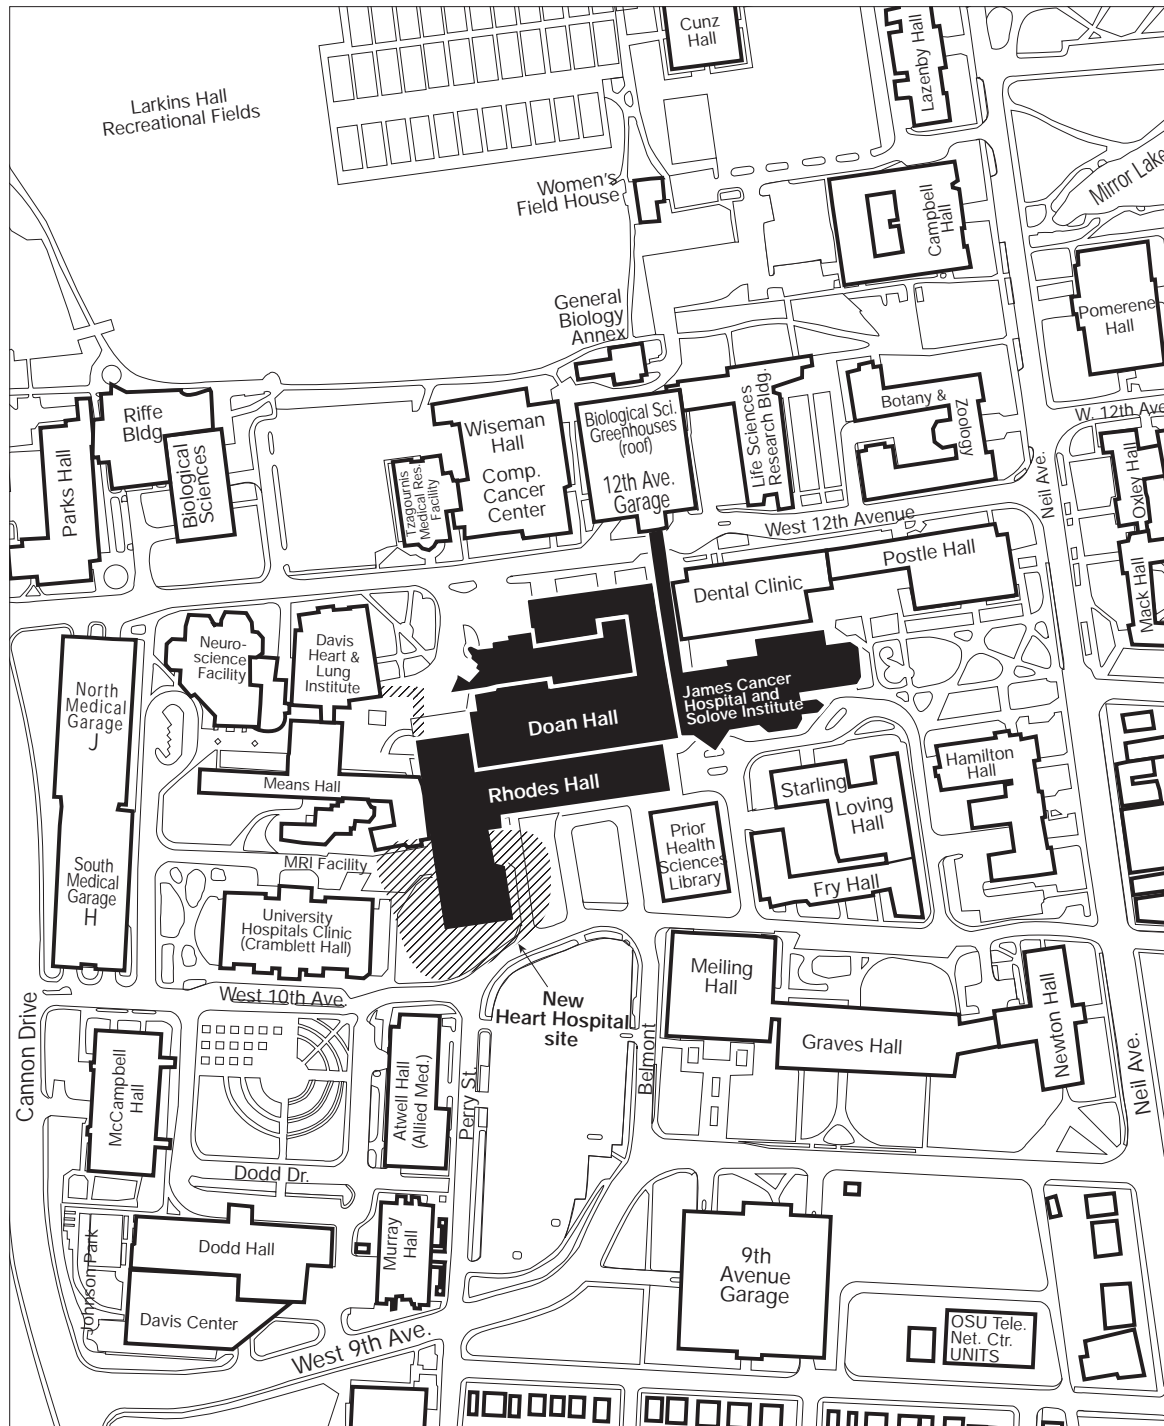 Cunz
Hall
Lazenby Hall
Larkins Hall
Recreational Fields
Mirror Lake
Women's
Field House
Campbell
Hall
General
Biology
Annex
Pomerene
Hall
Riffe
Bldg.
Parks Hall
Biological
Sciences
Wiseman
Hall
Comp.
Cancer
Center
Tzagournis
Medical Res.
Facility
Biological Sci.
Greenhouses
(roof)
12th Ave.
Garage
Life Sciences
Research Bldg.
Botany &
Zoology
W. 12th Ave
Oxley Hall
Neil Ave.
West 12th Avenue
Postle Hall
Dental Clinic
Mack Hall
Neuro-
science
Facility
Davis
Heart &
Lung
Institute
North
Medical
Garage
J
James Cancer
Hospital and
Solove Institute
Doan Hall
Rhodes Hall
Means Hall
Hamilton
Hall
Starling
Loving
Hall
Prior
Health
Sciences
Library
MRI Facility
South
Medical
Garage
H
Fry Hall
University
Hospitals Clinic
(Cramblett Hall)
Meiling
Hall
West 10th Ave.
New
Heart Hospital
site
Cannon Drive
McCampbell
Hall
Atwell Hall
(Allied Med.)
Perry St.
Belmont
Graves Hall
Newton Hall
Neil Ave.
Dodd Dr.
Johnson Park
Dodd Hall
Murray
Hall
9th
Avenue
Garage
Davis Center
West 9th Ave.
OSU Tele.
Net. Ctr.
UNITS